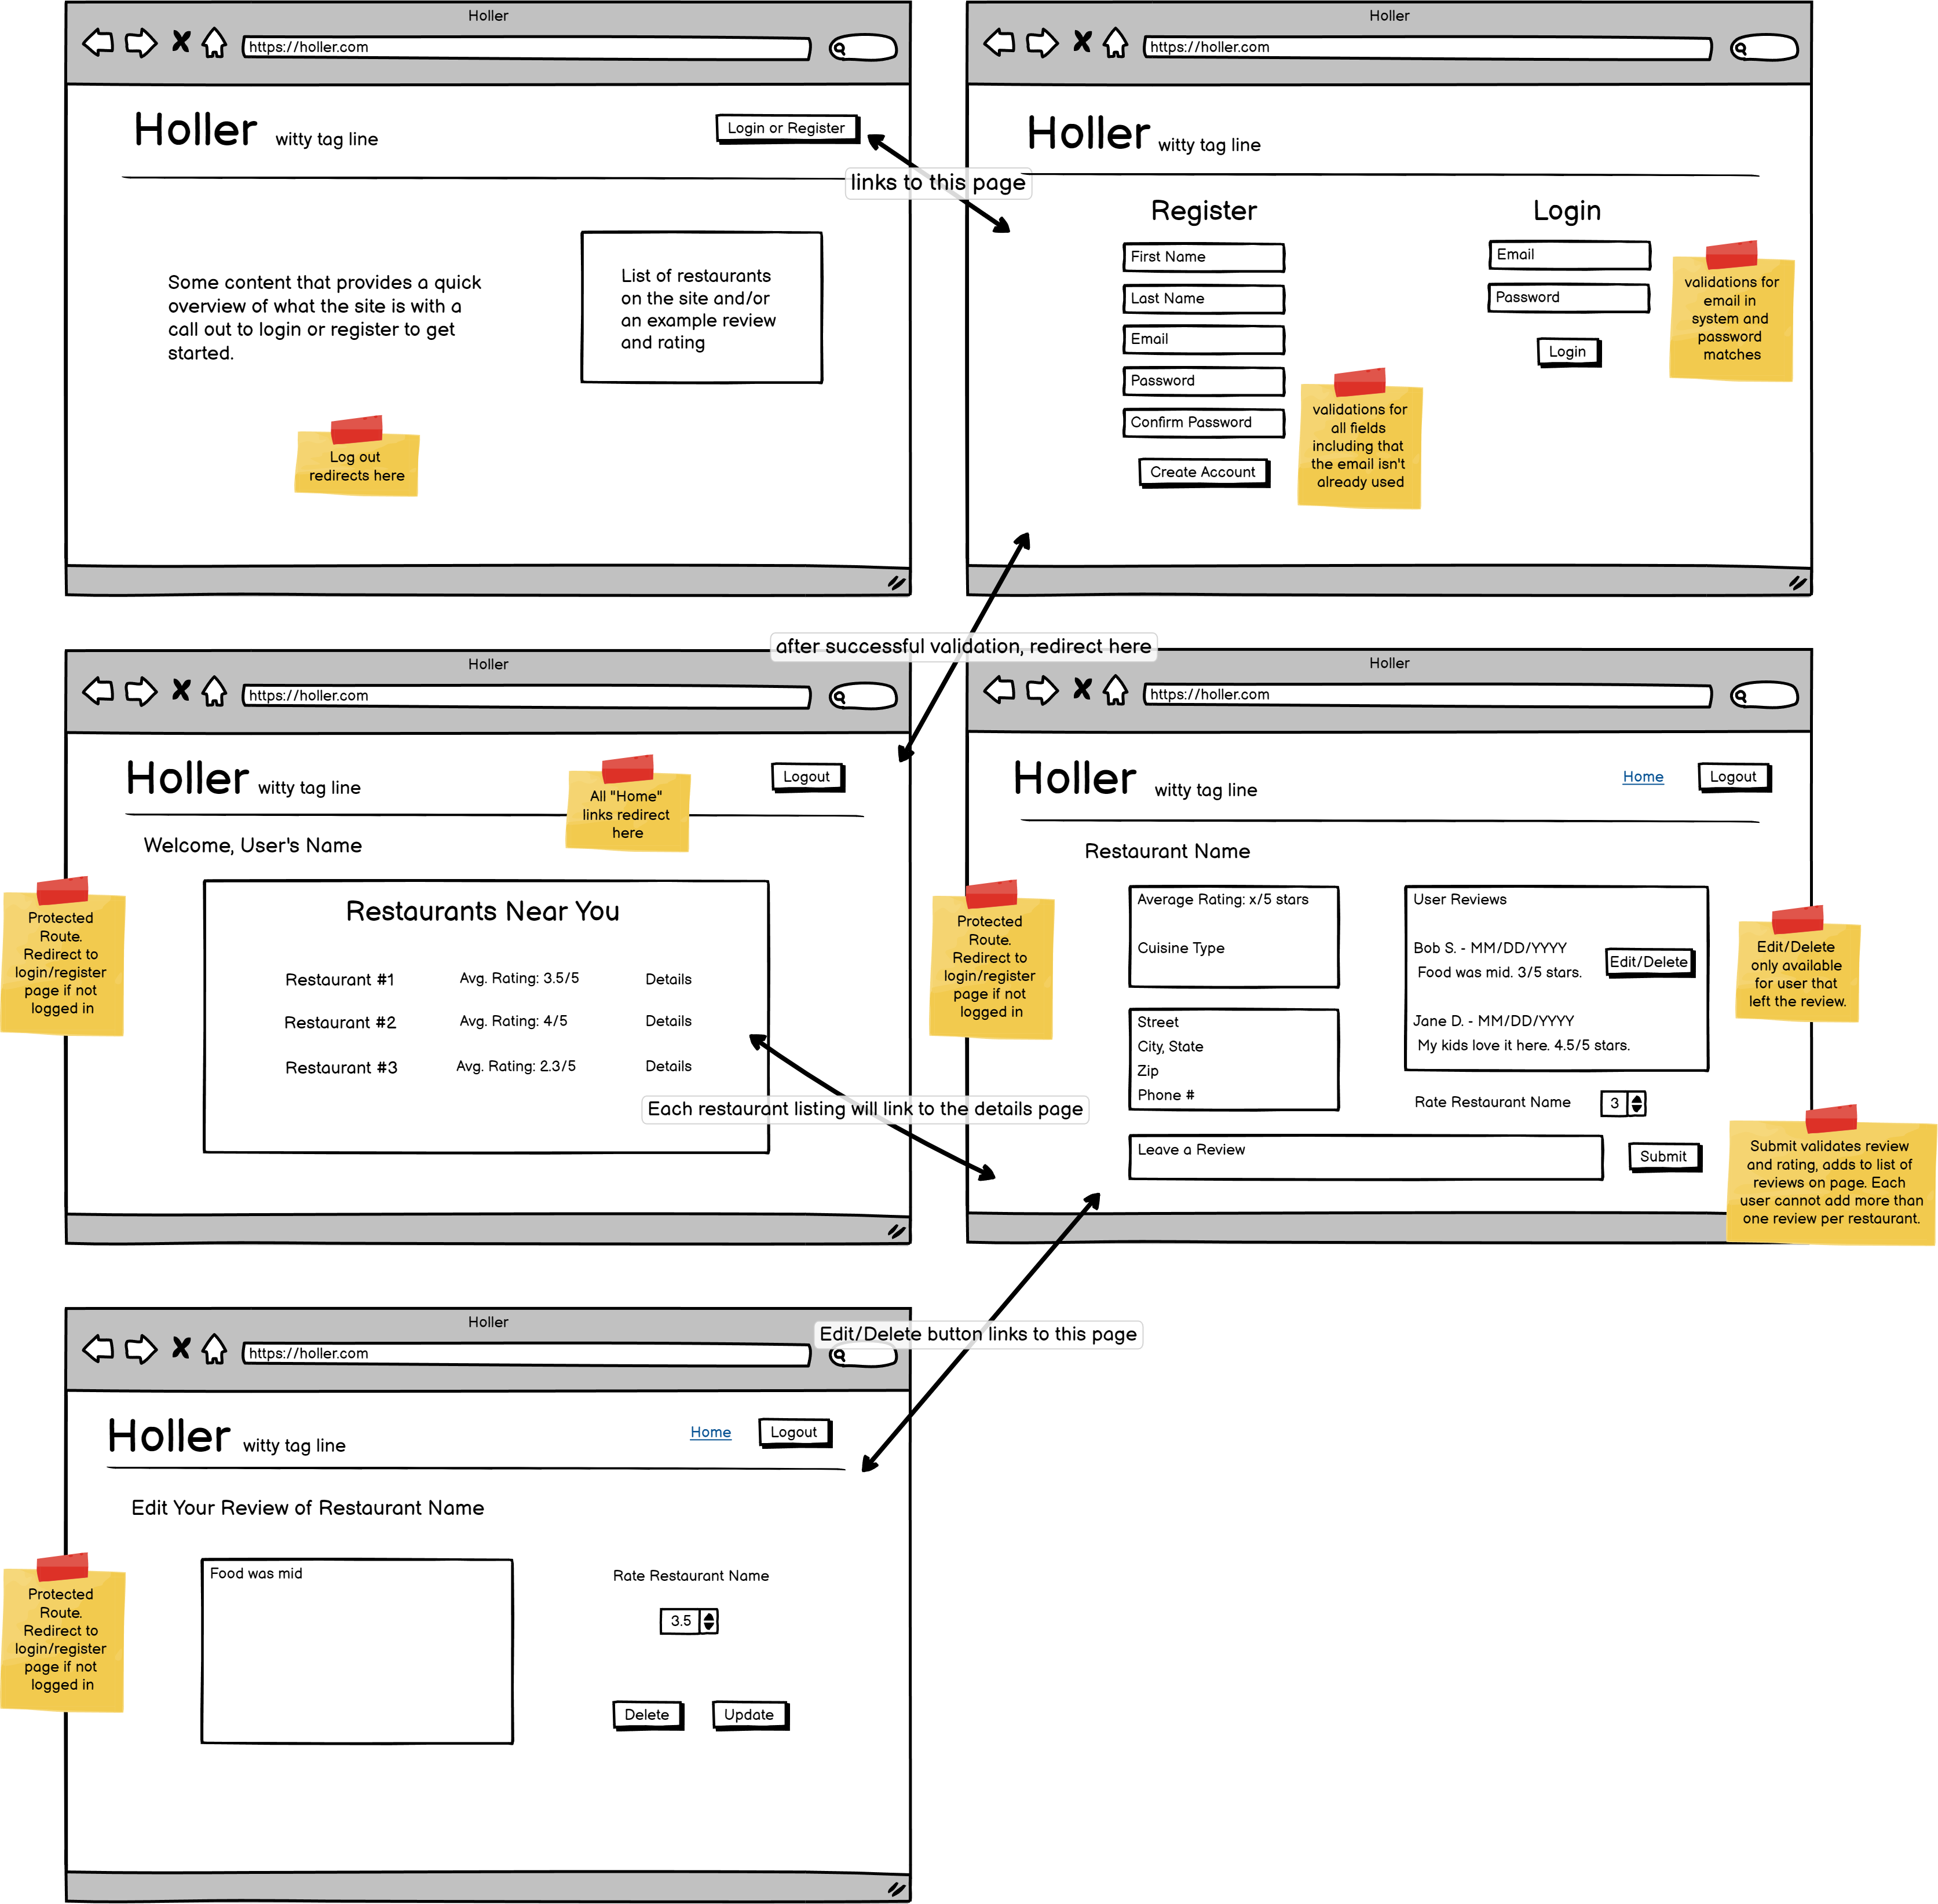 Holler
https://holler.com
Holler witty tag line
Login or Register
Some content that provides a quick
overview of what the site is with a
call out to login or register to get
started.
List of restaurants
on the site and/or
an example review
and rating
Log out
redirects here
links to this page
Holler
https://holler.com
Holler witty tag line
Register
First Name
Last Name
Email
Password
Confirm Password
Create Account
validations for
all fields
including that
the email isn't
already used
Login
Email
Password
Login
validations for
email in
system and
password
matches
after successful validation, redirect here
Holler
https://holler.com
Holler witty tag line
All "Home"
links redirect
here
Logout
Welcome, User's Name
Protected
Route.
Redirect to
login/register
page if not
logged in
Restaurants Near You
Restaurant #1 Avg. Rating: 3.5/5 Details
Restaurant #2 Avg. Rating: 4/5 Details
Restaurant #3 Avg. Rating: 2.3/5 Details
Each restaurant listing will link to the details page
Holler
https://holler.com
Holler witty tag line
Home
Logout
Restaurant Name
Protected
Route.
Redirect to
login/register
page if not
logged in
Average Rating: x/5 stars
Cuisine Type
Street
City, State
Zip
Phone #
User Reviews
Bob S. - MM/DD/YYYY
Food was mid. 3/5 stars.
Edit/Delete
Jane D. - MM/DD/YYYY
My kids love it here. 4.5/5 stars.
Edit/Delete
only available
for user that
left the review.
Rate Restaurant Name 3
Leave a Review
Submit
Submit validates review
and rating, adds to list of
reviews on page. Each
user cannot add more than
one review per restaurant.
Edit/Delete button links to this page
Holler
https://holler.com
Holler witty tag line
Home
Logout
Edit Your Review of Restaurant Name
Protected
Route.
Redirect to
login/register
page if not
logged in
Food was mid
Rate Restaurant Name
3.5
Delete
Update